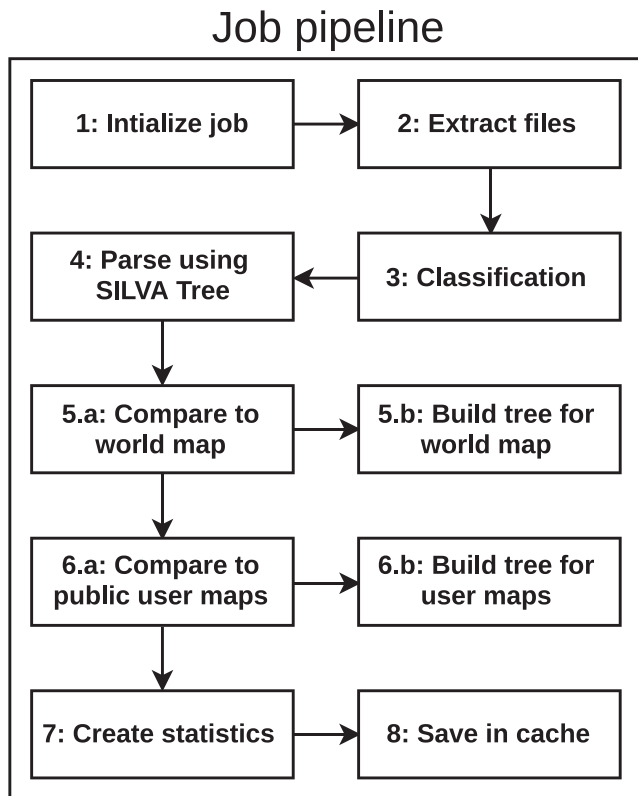 Job pipeline
1: Intialize job
2: Extract files
4: Parse using
SILVA Tree
3: Classification
5.a: Compare to
world map
5.b: Build tree for
world map
6.a: Compare to
public user maps
6.b: Build tree for
user maps
7: Create statistics
8: Save in cache